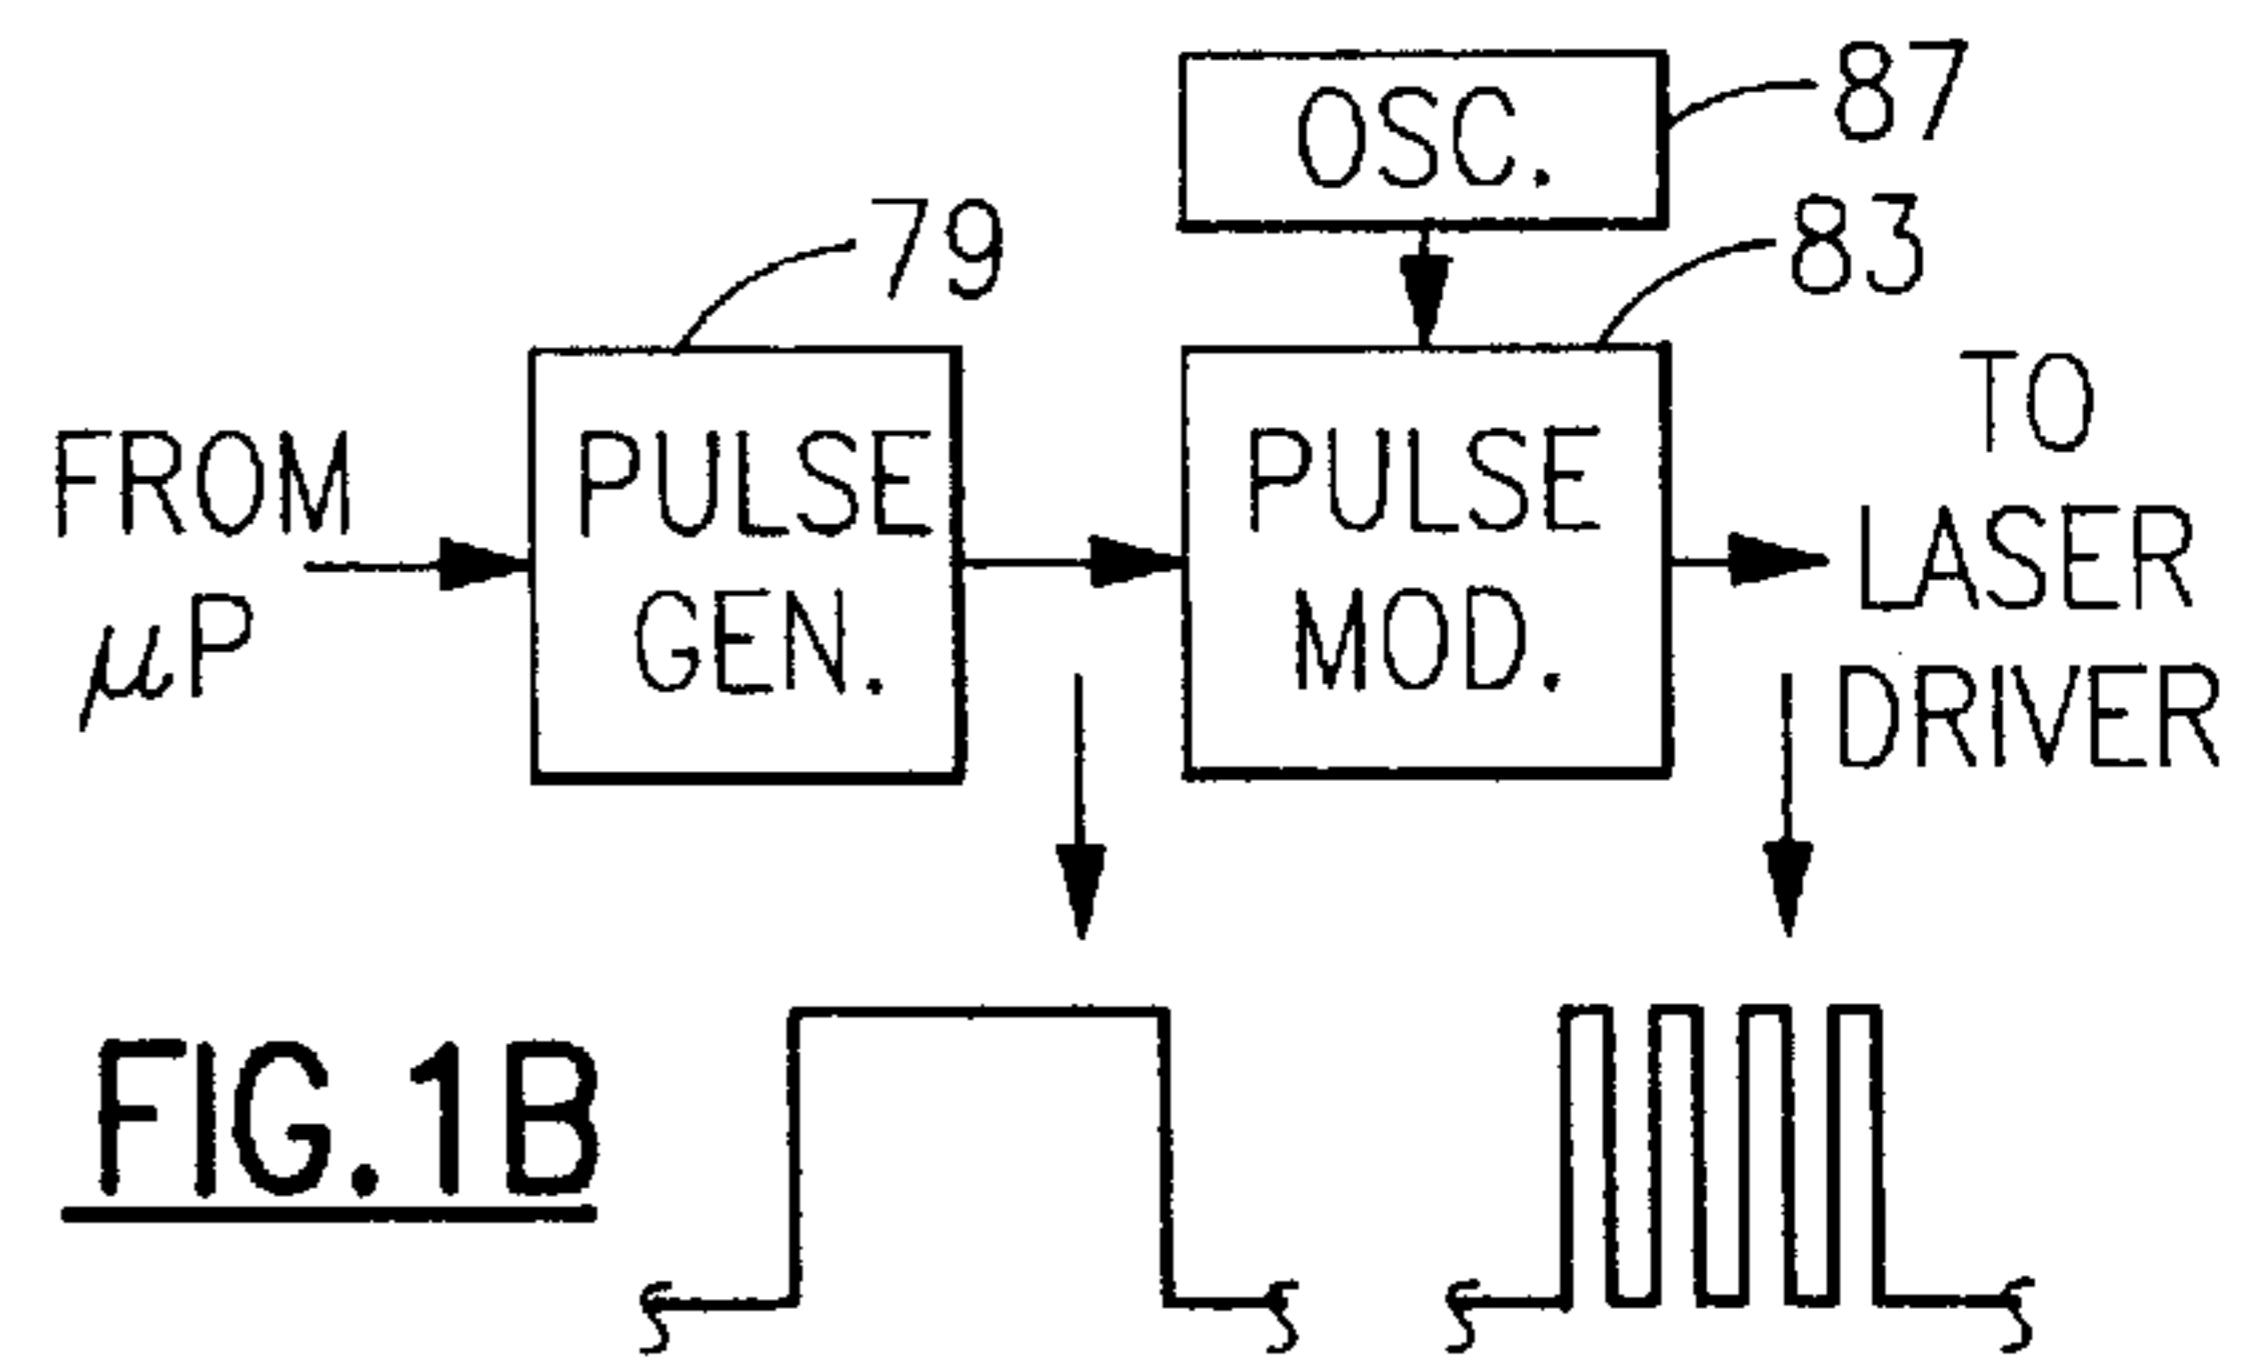 OSC.
87
79
83
FROM
μP
PULSE
GEN.
PULSE
MOD.
TO
LASER
DRIVER
FIG.1B